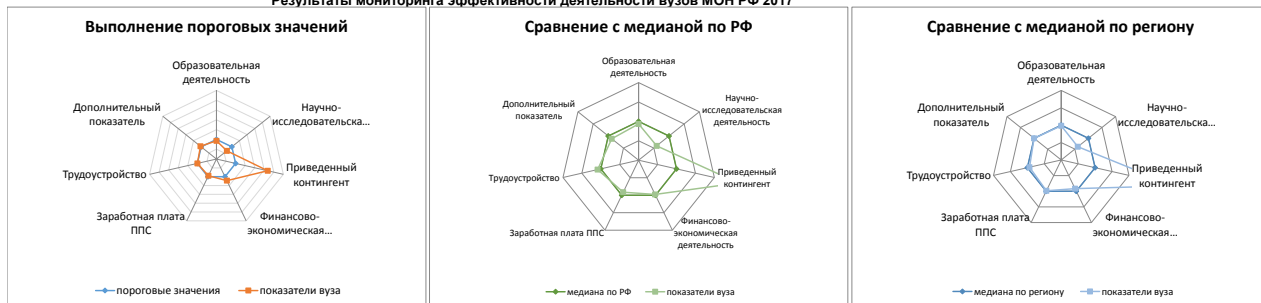 Результаты мониторинга эффективности деятельности вузов МОН РФ 2017
Выполнение пороговых значений
Образовательная
деятельность
Научно-
исследовательска…
Приведенный
контингент
Финансово-
экономическая…
Заработная плата
ППС
Трудоустройство
Дополнительный
показатель
пороговые значения
показатели вуза
Сравнение с медианой по РФ
Образовательная
деятельность
Научно-
исследовательская
деятельность
Приведенный
контингент
Финансово-
экономическая
деятельность
Заработная плата ППС
Трудоустройство
Дополнительный
показатель
медиана по РФ
показатели вуза
Сравнение с медианой по региону
Образовательная
деятельность
Научно-
исследовательска…
Приведенный
контингент
Финансово-
экономическая…
Заработная плата
ППС
Трудоустройство
Дополнительный
показатель
медиана по региону
показатели вуза